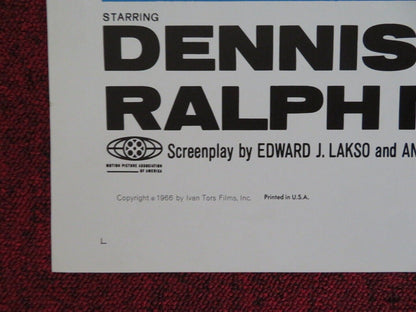 STARRING
DENNIS
RALPH
Screenplay by EDWARD J. LAKSO and AN
MOTION PICTURE ASSOCIATION
OF AMERICA
Copyright © 1966 by Ivan Tors Films, Inc. Printed in U.S.A.